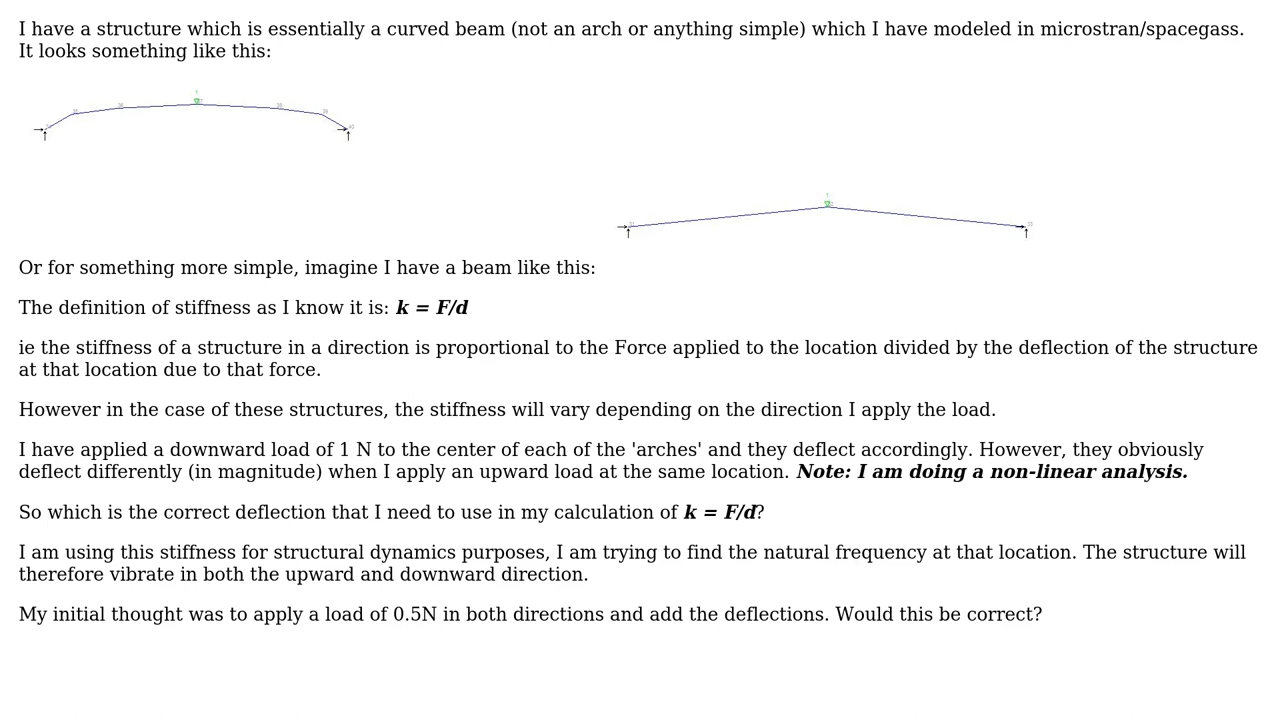 I have a structure which is essentially a curved beam (not an arch or anything simple) which I have modeled in microstran/spacegass.
It looks something like this:
Or for something more simple, imagine I have a beam like this:
The definition of stiffness as I know it is: k = F/d
ie the stiffness of a structure in a direction is proportional to the Force applied to the location divided by the deflection of the structure
at that location due to that force.
However in the case of these structures, the stiffness will vary depending on the direction I apply the load.
I have applied a downward load of 1 N to the center of each of the 'arches' and they deflect accordingly. However, they obviously
deflect differently (in magnitude) when I apply an upward load at the same location. Note: I am doing a non-linear analysis.
So which is the correct deflection that I need to use in my calculation of k = F/d?
I am using this stiffness for structural dynamics purposes, I am trying to find the natural frequency at that location. The structure will
therefore vibrate in both the upward and downward direction.
My initial thought was to apply a load of 0.5N in both directions and add the deflections. Would this be correct?